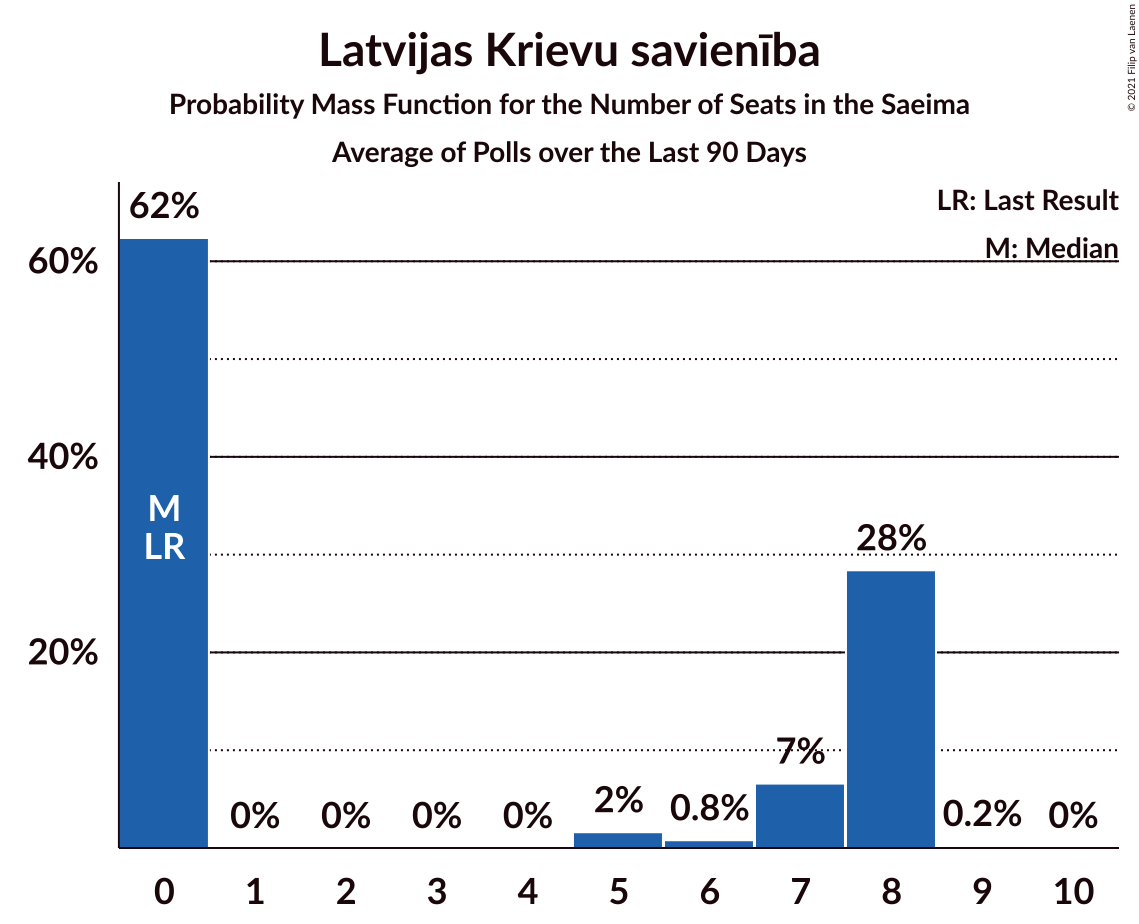 Latvijas Krievu savienība
Probability Mass Function for the Number of Seats in the Saeima
Average of Polls over the Last 90 Days
© 2021 Filip van Laenen
LR: Last Result
M: Median
62%
60%
40%
20%
M
LR
0%
0%
0%
0%
2%
0.8%
7%
28%
0.2%
0%
0 1 2 3 4 5 6 7 8 9 10